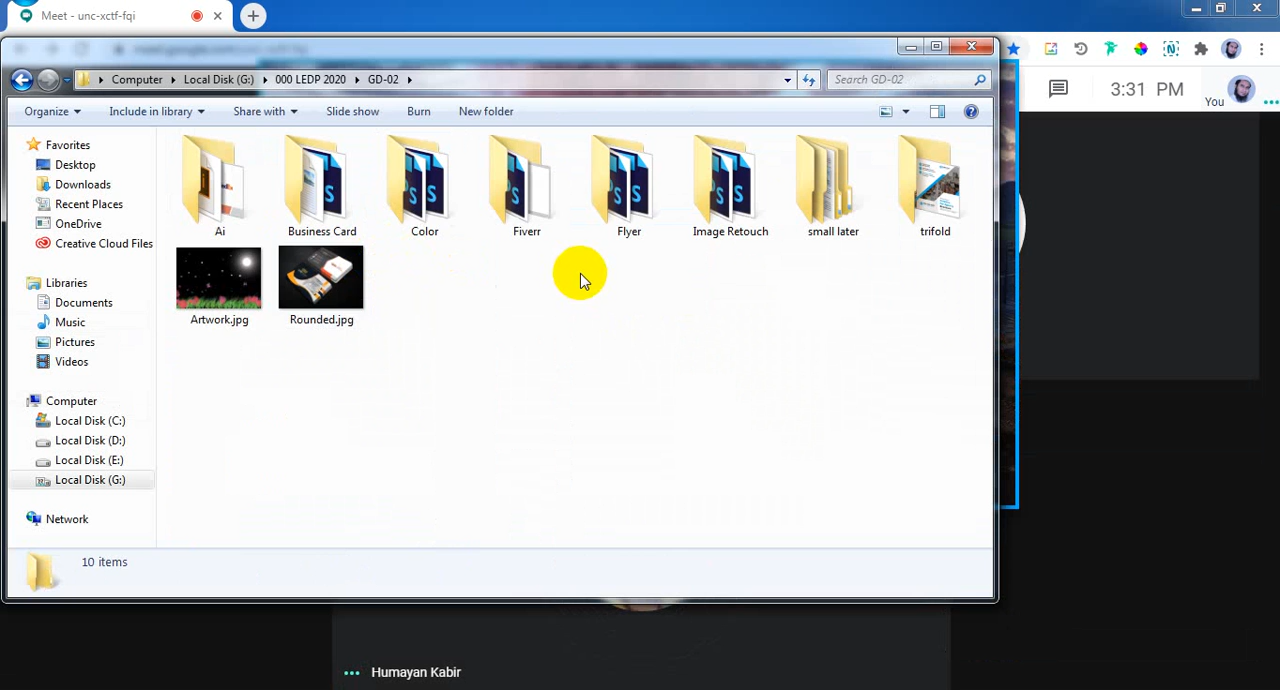 Meet - unc-xctf-fqi
Computer
Local Disk (G:)
000 LEDP 2020
GD-02
Search GD-02
Organize
Include in library
Share with
Slide show
Burn
New folder
3:31 PM
You
Favorites
Desktop
Downloads
Recent Places
OneDrive
Creative Cloud Files
Libraries
Documents
Music
Pictures
Videos
Computer
Local Disk (C:)
Local Disk (D:)
Local Disk (E:)
Local Disk (G:)
Network
Ai
Business Card
Color
Fiverr
Flyer
Image Retouch
small later
trifold
Artwork.jpg
Rounded.jpg
10 items
Humayan Kabir